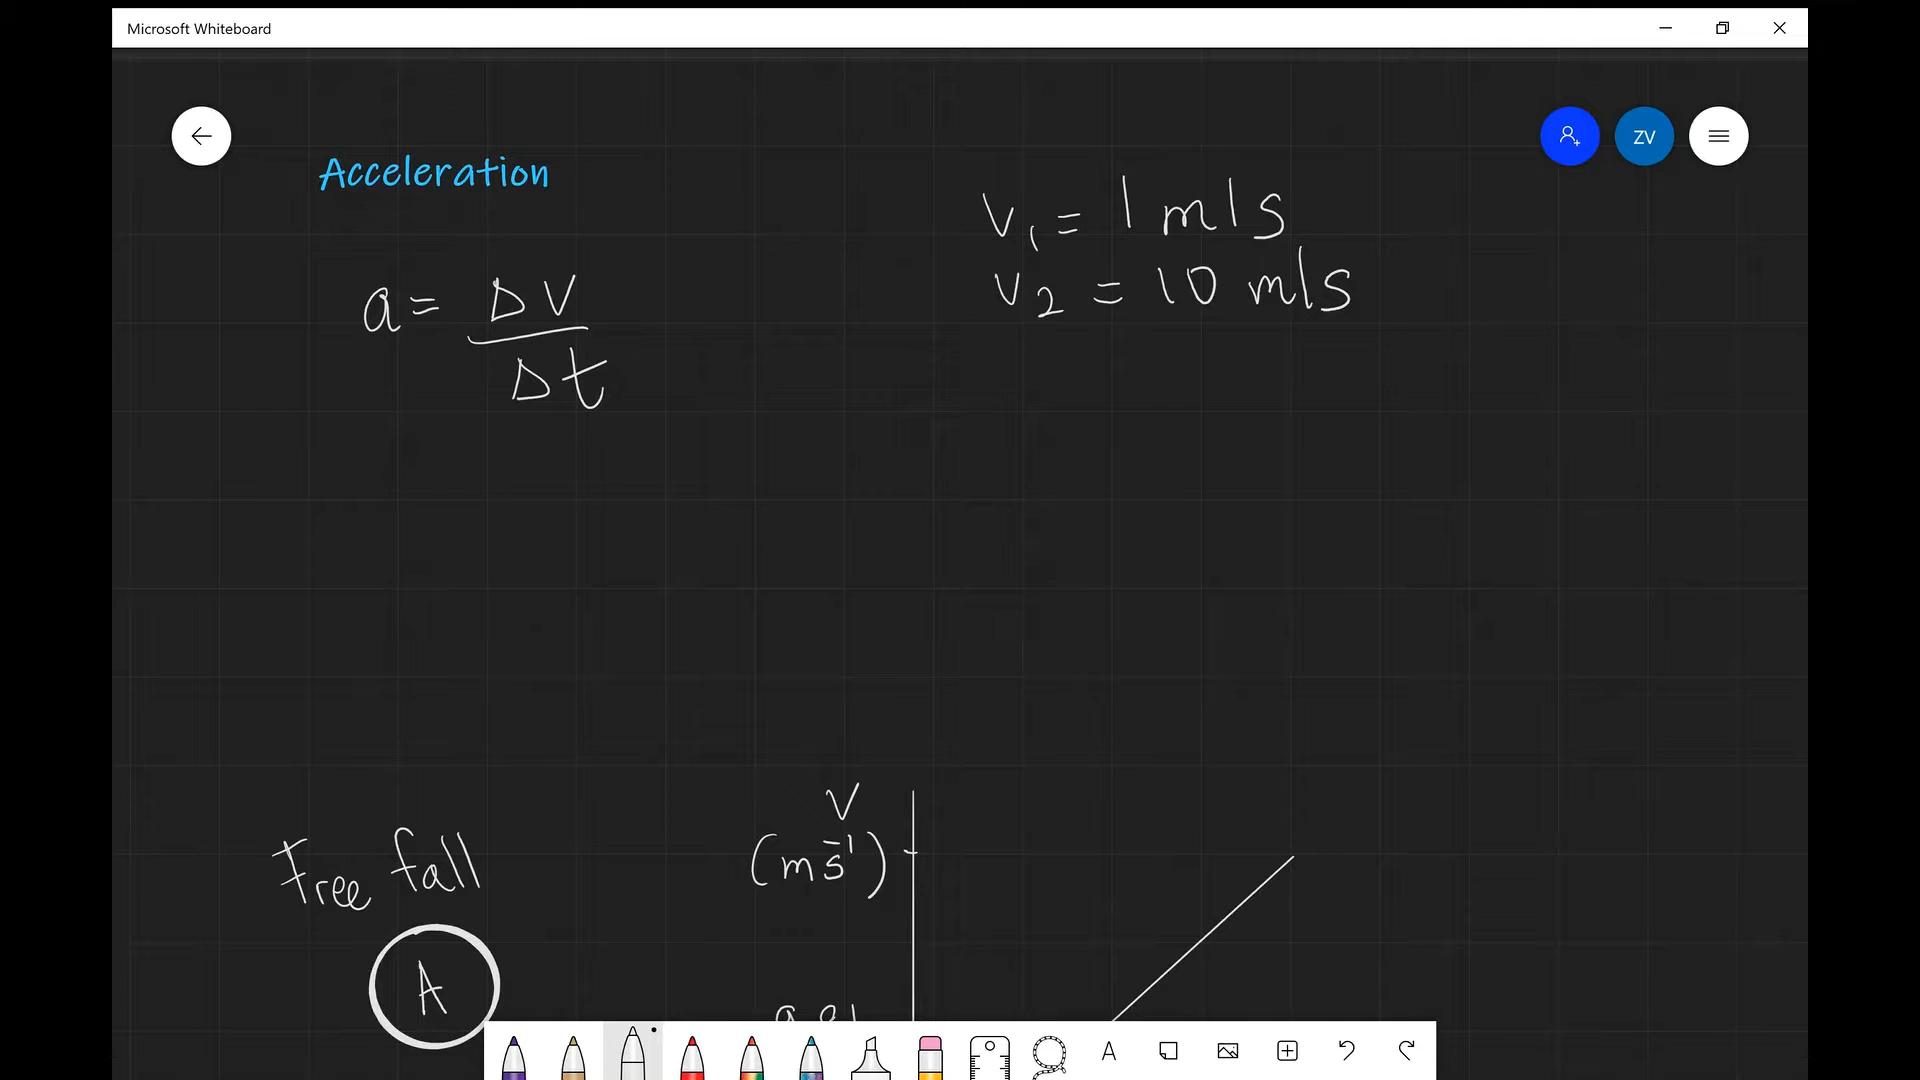 Microsoft Whiteboard
ZV
Acceleration
v₁ = 1 m/s
v₂ = 10 m/s
a = Δv
Δt
v
(ms⁻¹)
Free fall
A
A